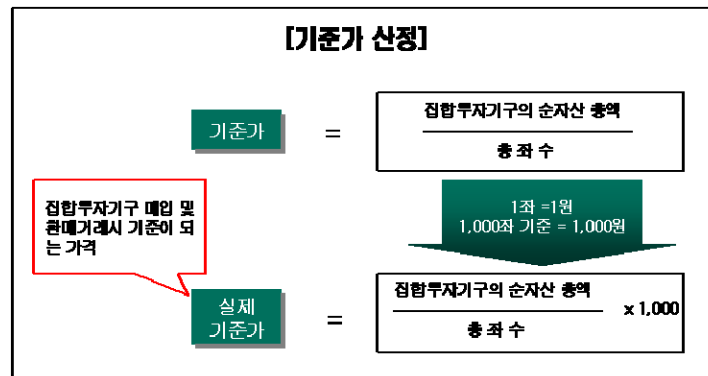 [기준가 산정]
기준가
=
집합투자기구의 순자산 총액
총 좌 수
집합투자기구 매입 및
환매거래시 기준이 되
는 가격
1좌 =1원
1,000좌 기준 = 1,000원
실제
기준가
=
집합투자기구의 순자산 총액
총 좌 수
x 1,000